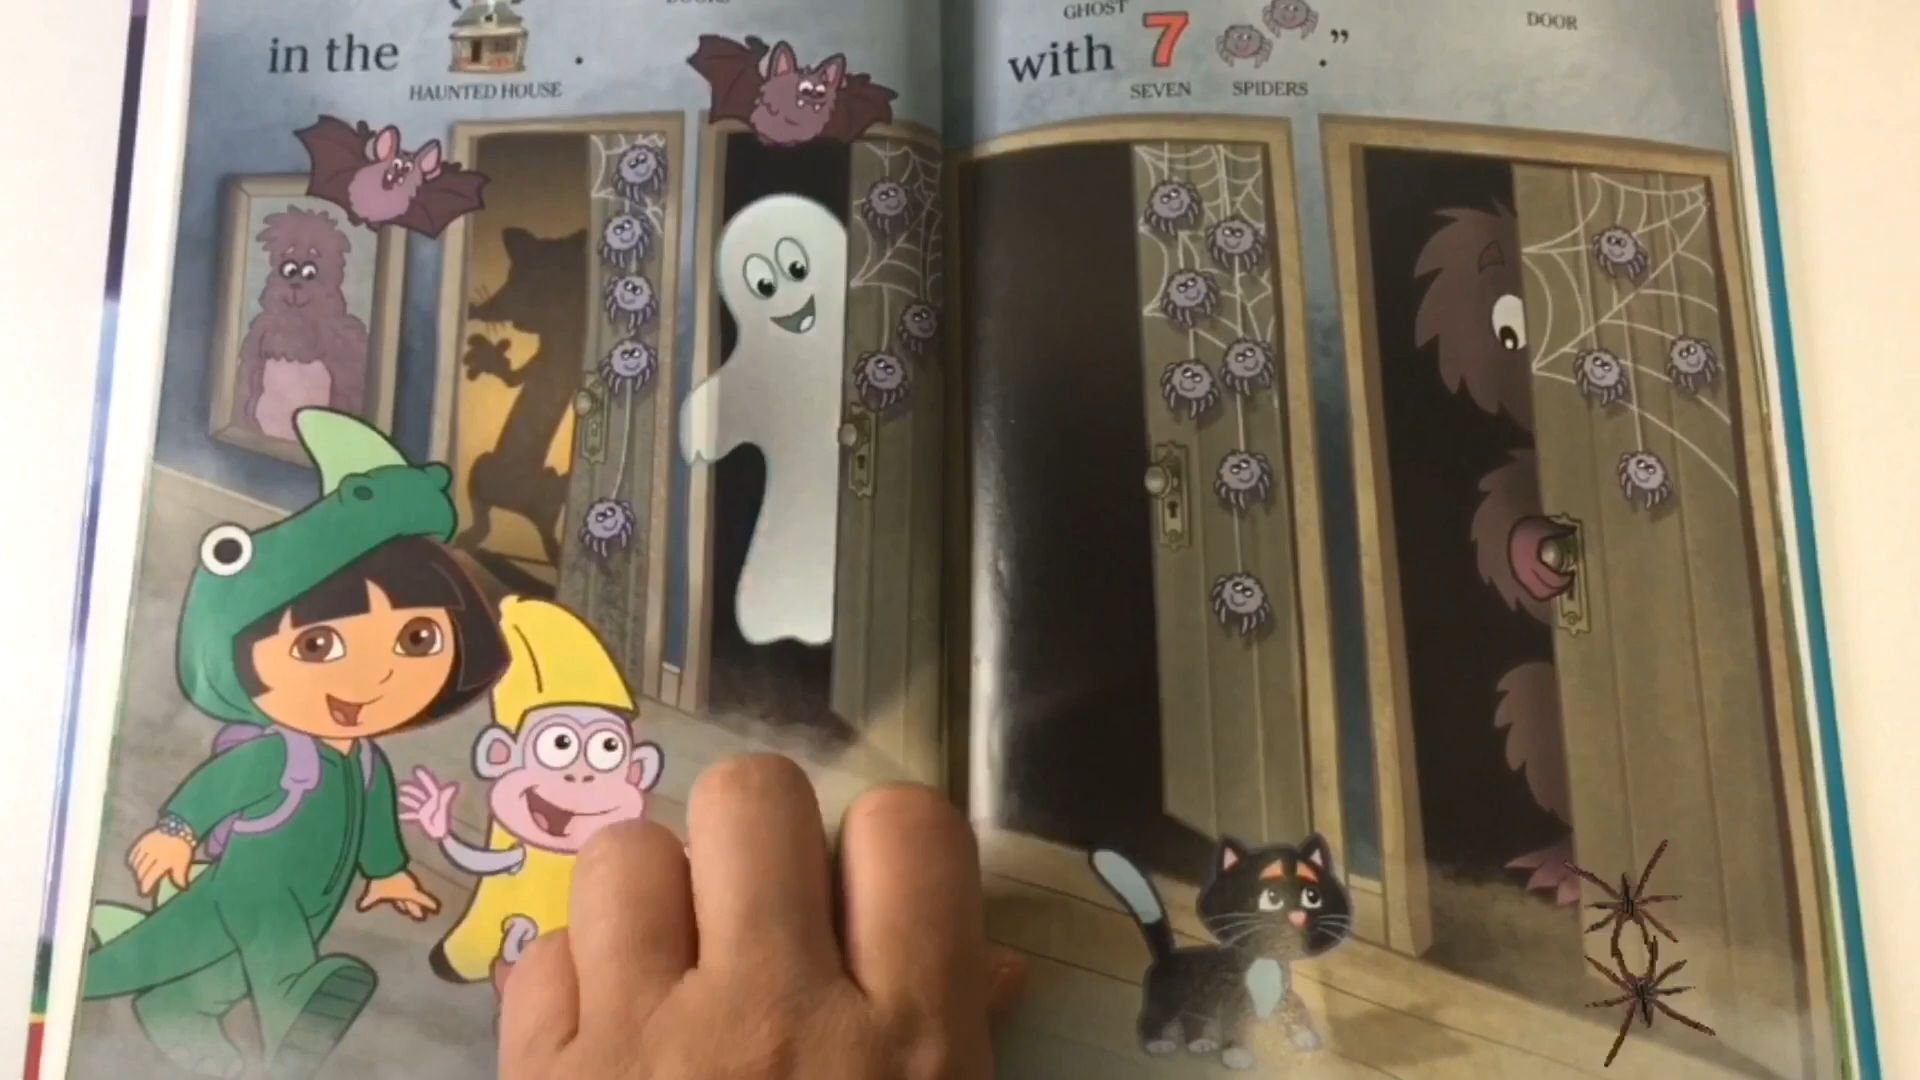 in the .
HAUNTED HOUSE
GHOST
DOOR
with 7 .”
SEVEN SPIDERS